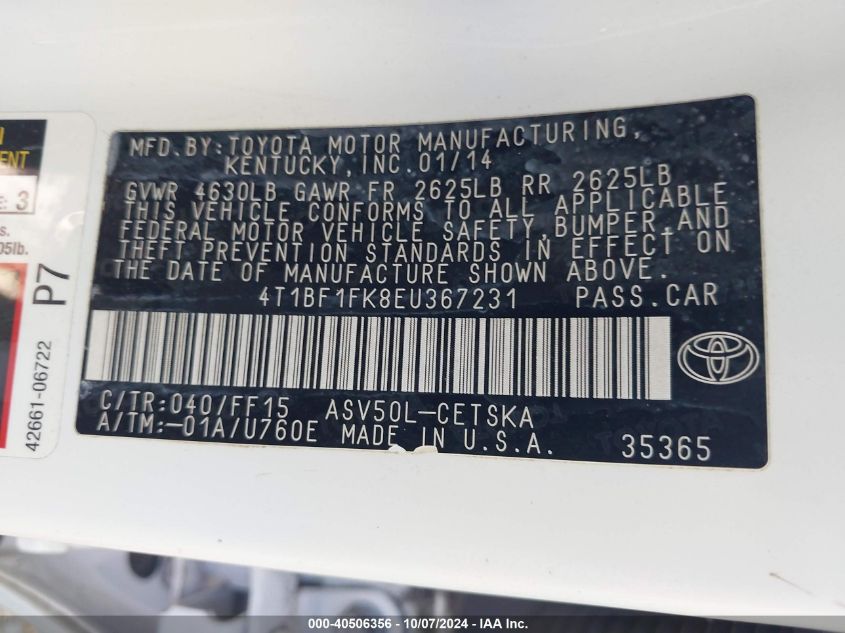 MFD.BY:TOYOTA MOTOR MANUFACTURING,
KENTUCKY,INC.01/14
GVWR 4630LB GAWR FR 2625LB RR 2625LB
THIS VEHICLE CONFORMS TO ALL APPLICABLE
FEDERAL MOTOR VEHICLE SAFETY,BUMPER,AND
THEFT PREVENTION STANDARDS IN EFFECT ON
THE DATE OF MANUFACTURE SHOWN ABOVE.
4T1BF1FK8EU367231 PASS.CAR
C/TR:040/FF15 ASV50L-CETSKA
A/TM:-01A/U760E MADE IN U.S.A. 35365
3
P7
42661-06722
000-40506356 - 10/07/2024 - IAA Inc.